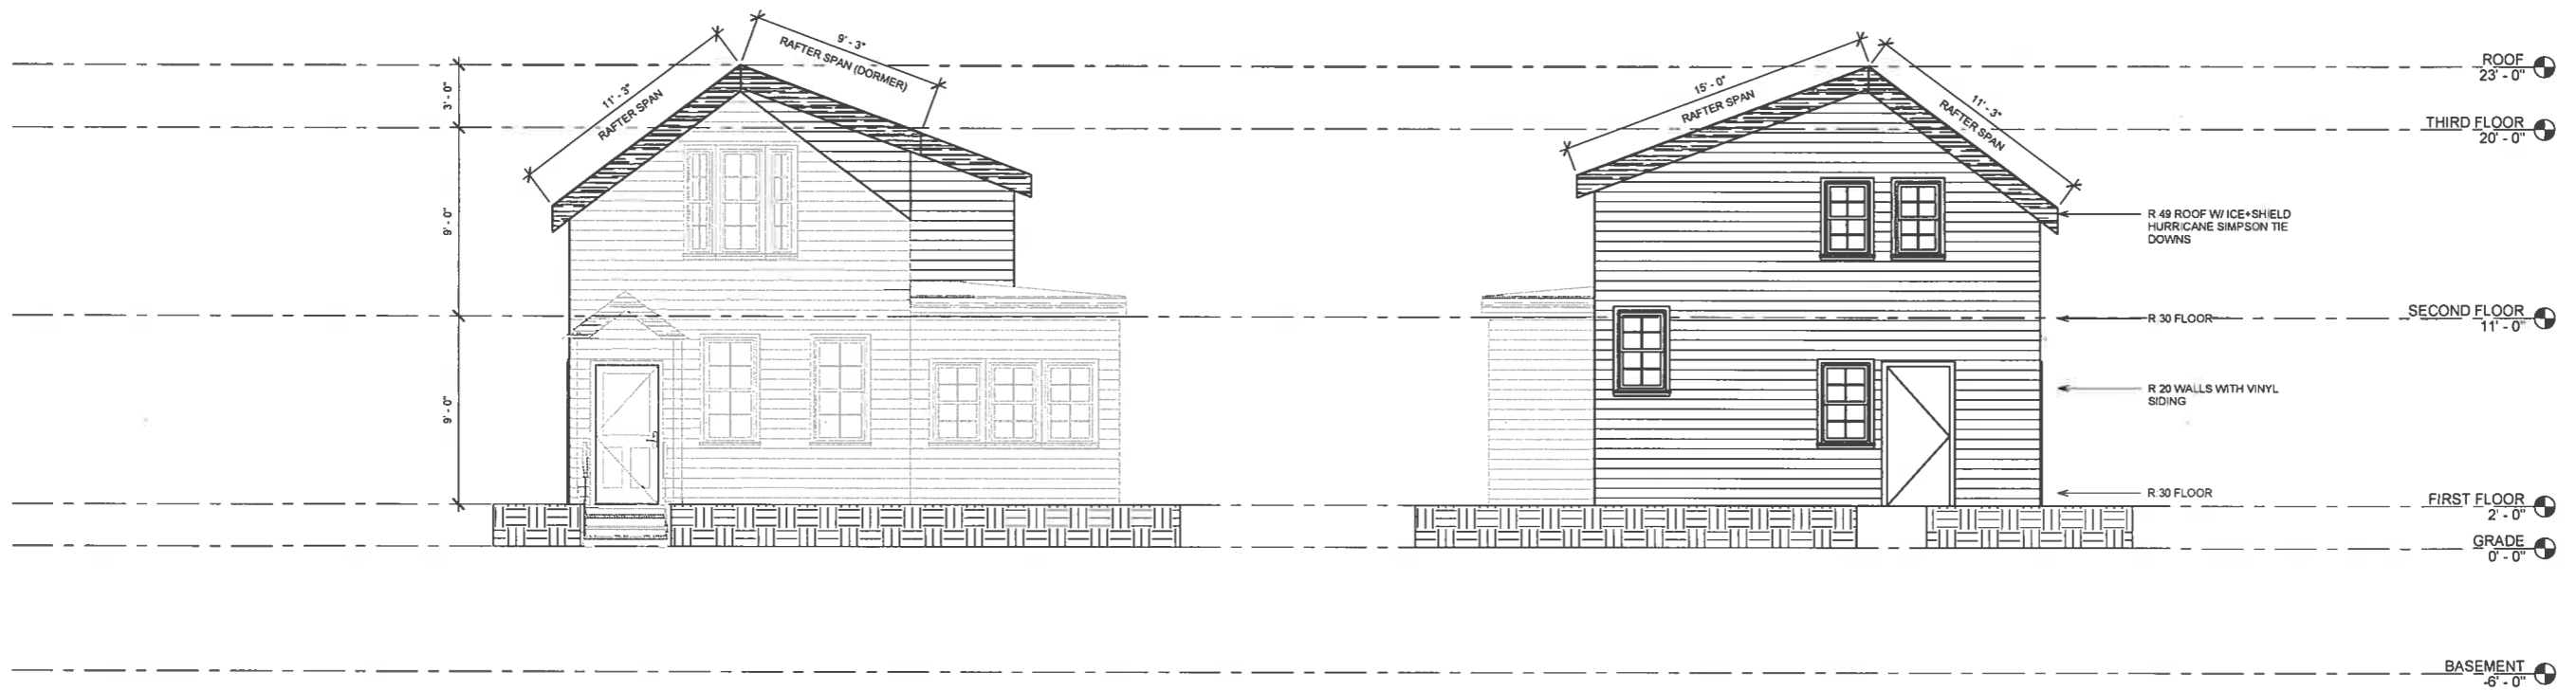 9' - 3"
RAFTER SPAN (DORMER)
11' - 3"
RAFTER SPAN
3' - 0"
9' - 0"
9' - 0"
15' - 0"
RAFTER SPAN
11' - 3"
RAFTER SPAN
R 49 ROOF W/ ICE+SHIELD
HURRICANE SIMPSON TIE
DOWNS
R 30 FLOOR
R 20 WALLS WITH VINYL
SIDING
R 30 FLOOR
ROOF
23' - 0"
THIRD FLOOR
20' - 0"
SECOND FLOOR
11' - 0"
FIRST FLOOR
2' - 0"
GRADE
0' - 0"
BASEMENT
-6' - 0"